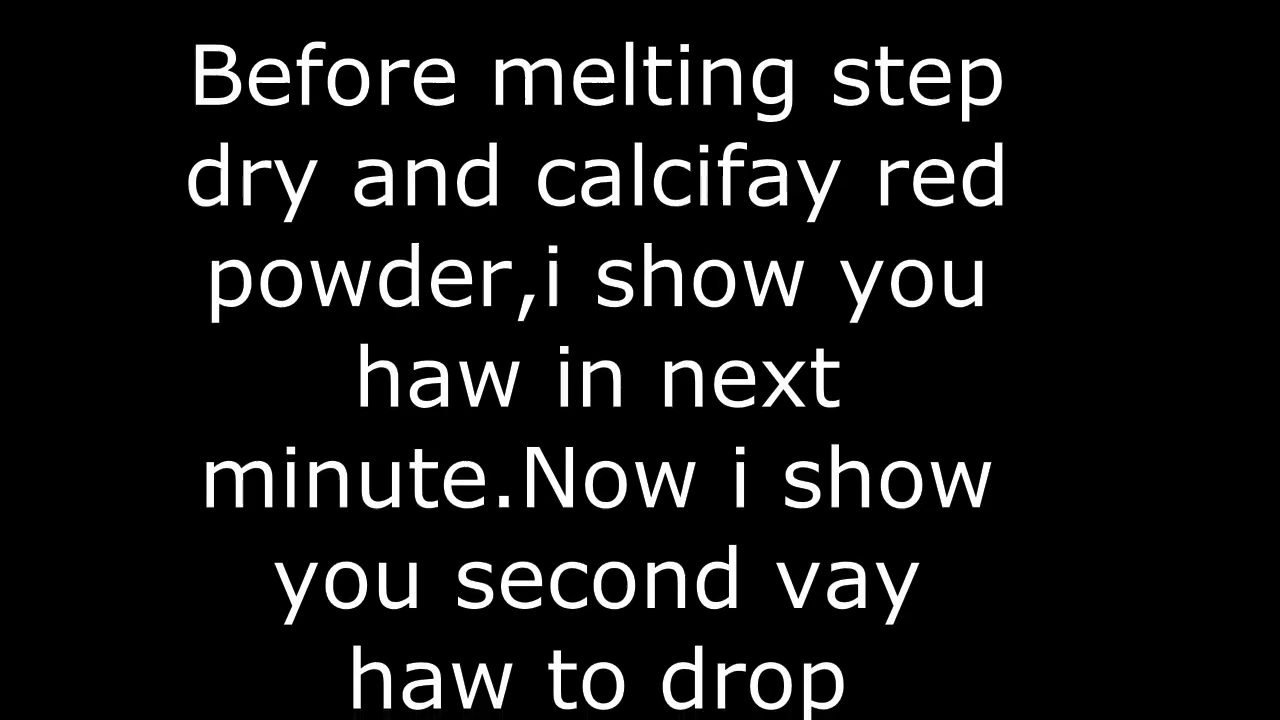 Before melting step
dry and calcifay red
powder,i show you
haw in next
minute.Now i show
you second vay
haw to drop